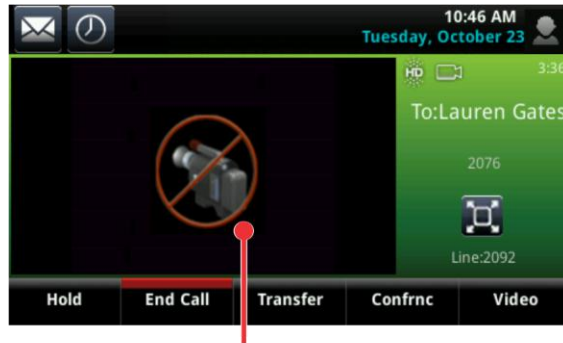 10:46 AM
Tuesday, October 23
HD
3:36
To:Lauren Gates
2076
Line:2092
Hold
End Call
Transfer
Confrnc
Video